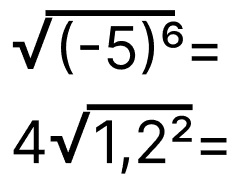 √(-5)⁶=
4√1,2²=